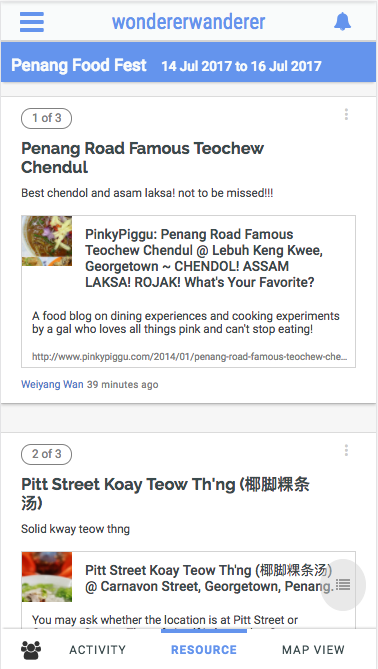 wondererwanderer
Penang Food Fest 14 Jul 2017 to 16 Jul 2017
1 of 3
Penang Road Famous Teochew
Chendul
Best chendol and asam laksa! not to be missed!!!
PinkyPiggu: Penang Road Famous
Teochew Chendul @ Lebuh Keng Kwee,
Georgetown ~ CHENDOL! ASSAM
LAKSA! ROJAK! What's Your Favorite?
A food blog on dining experiences and cooking experiments
by a gal who loves all things pink and can't stop eating!
http://www.pinkypiggu.com/2014/01/penang-road-famous-teochew-che…
Weiyang Wan 39 minutes ago
2 of 3
Pitt Street Koay Teow Th'ng (椰脚粿条
汤)
Solid kway teow thng
Pitt Street Koay Teow Th'ng (椰脚粿条汤)
@ Carnavon Street, Georgetown, Penang.
You may ask whether the location is at Pitt Street or
ACTIVITY
RESOURCE
MAP VIEW